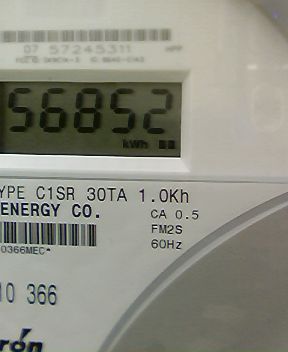 07 57245311
56852
kWh
YPE C1SR 30TA 1.0Kh
ENERGY CO.
CA 0.5
FM2S
60Hz
0366MEC*
10 366
ron